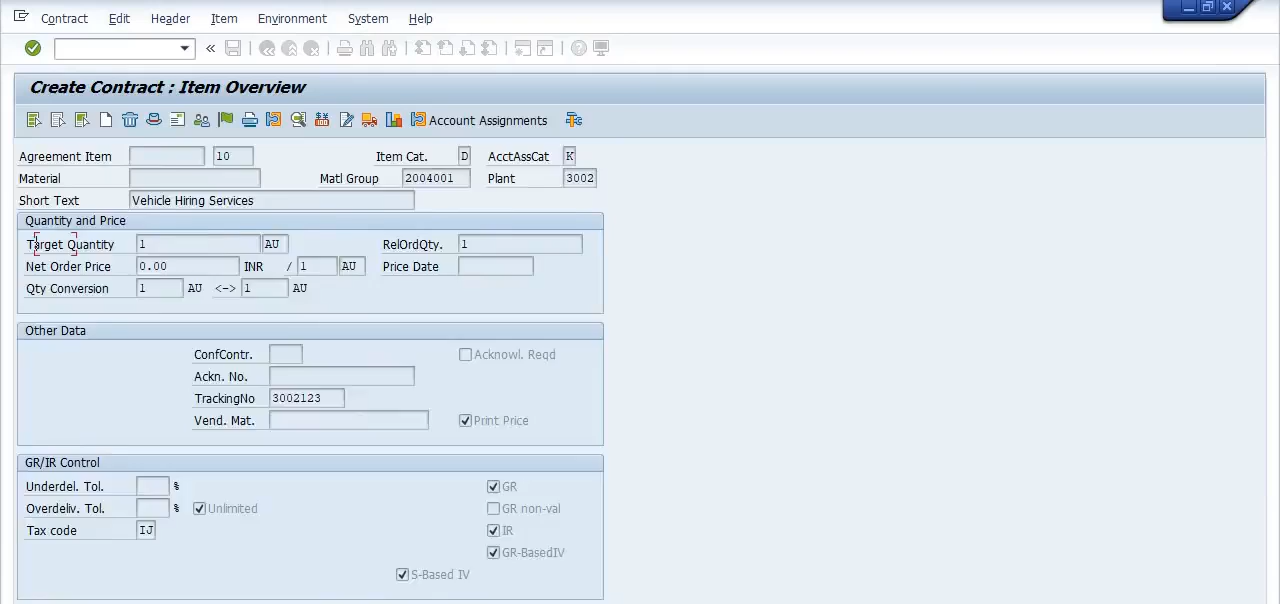 Contract Edit Header Item Environment System Help
Create Contract : Item Overview
Account Assignments
Agreement Item 10 Item Cat. D AcctAssCat K
Material Matl Group 2004001 Plant 3002
Short Text Vehicle Hiring Services
Quantity and Price
Target Quantity 1 AU RelOrdQty. 1
Net Order Price 0.00 INR / 1 AU Price Date
Qty Conversion 1 AU <-> 1 AU
Other Data
ConfContr. Acknowl. Reqd
Ackn. No.
TrackingNo 3002123
Vend. Mat. Print Price
GR/IR Control
Underdel. Tol. % GR
Overdeliv. Tol. % Unlimited GR non-val
Tax code IJ IR
GR-BasedIV
S-Based IV